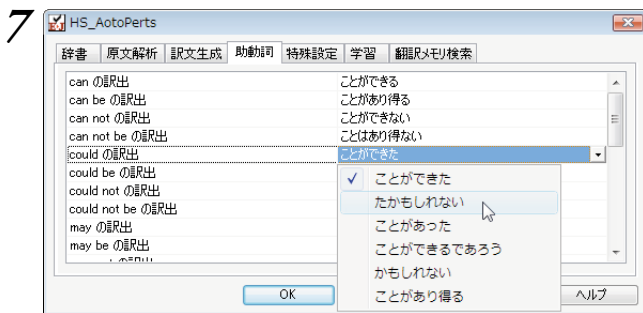 7
HS_AotoPerts
辞書 原文解析 訳文生成 助動詞 特殊設定 学習 翻訳メモリ検索
can の訳出 ことができる
can be の訳出 ことがあり得る
can not の訳出 ことができない
can not be の訳出 ことはあり得ない
could の訳出 ことができた
could be の訳出
could not の訳出
could not be の訳出
may の訳出
may be の訳出
✓ ことができた
たかもしれない
ことがあった
ことができるであろう
かもしれない
ことがあり得る
OK ヘルプ